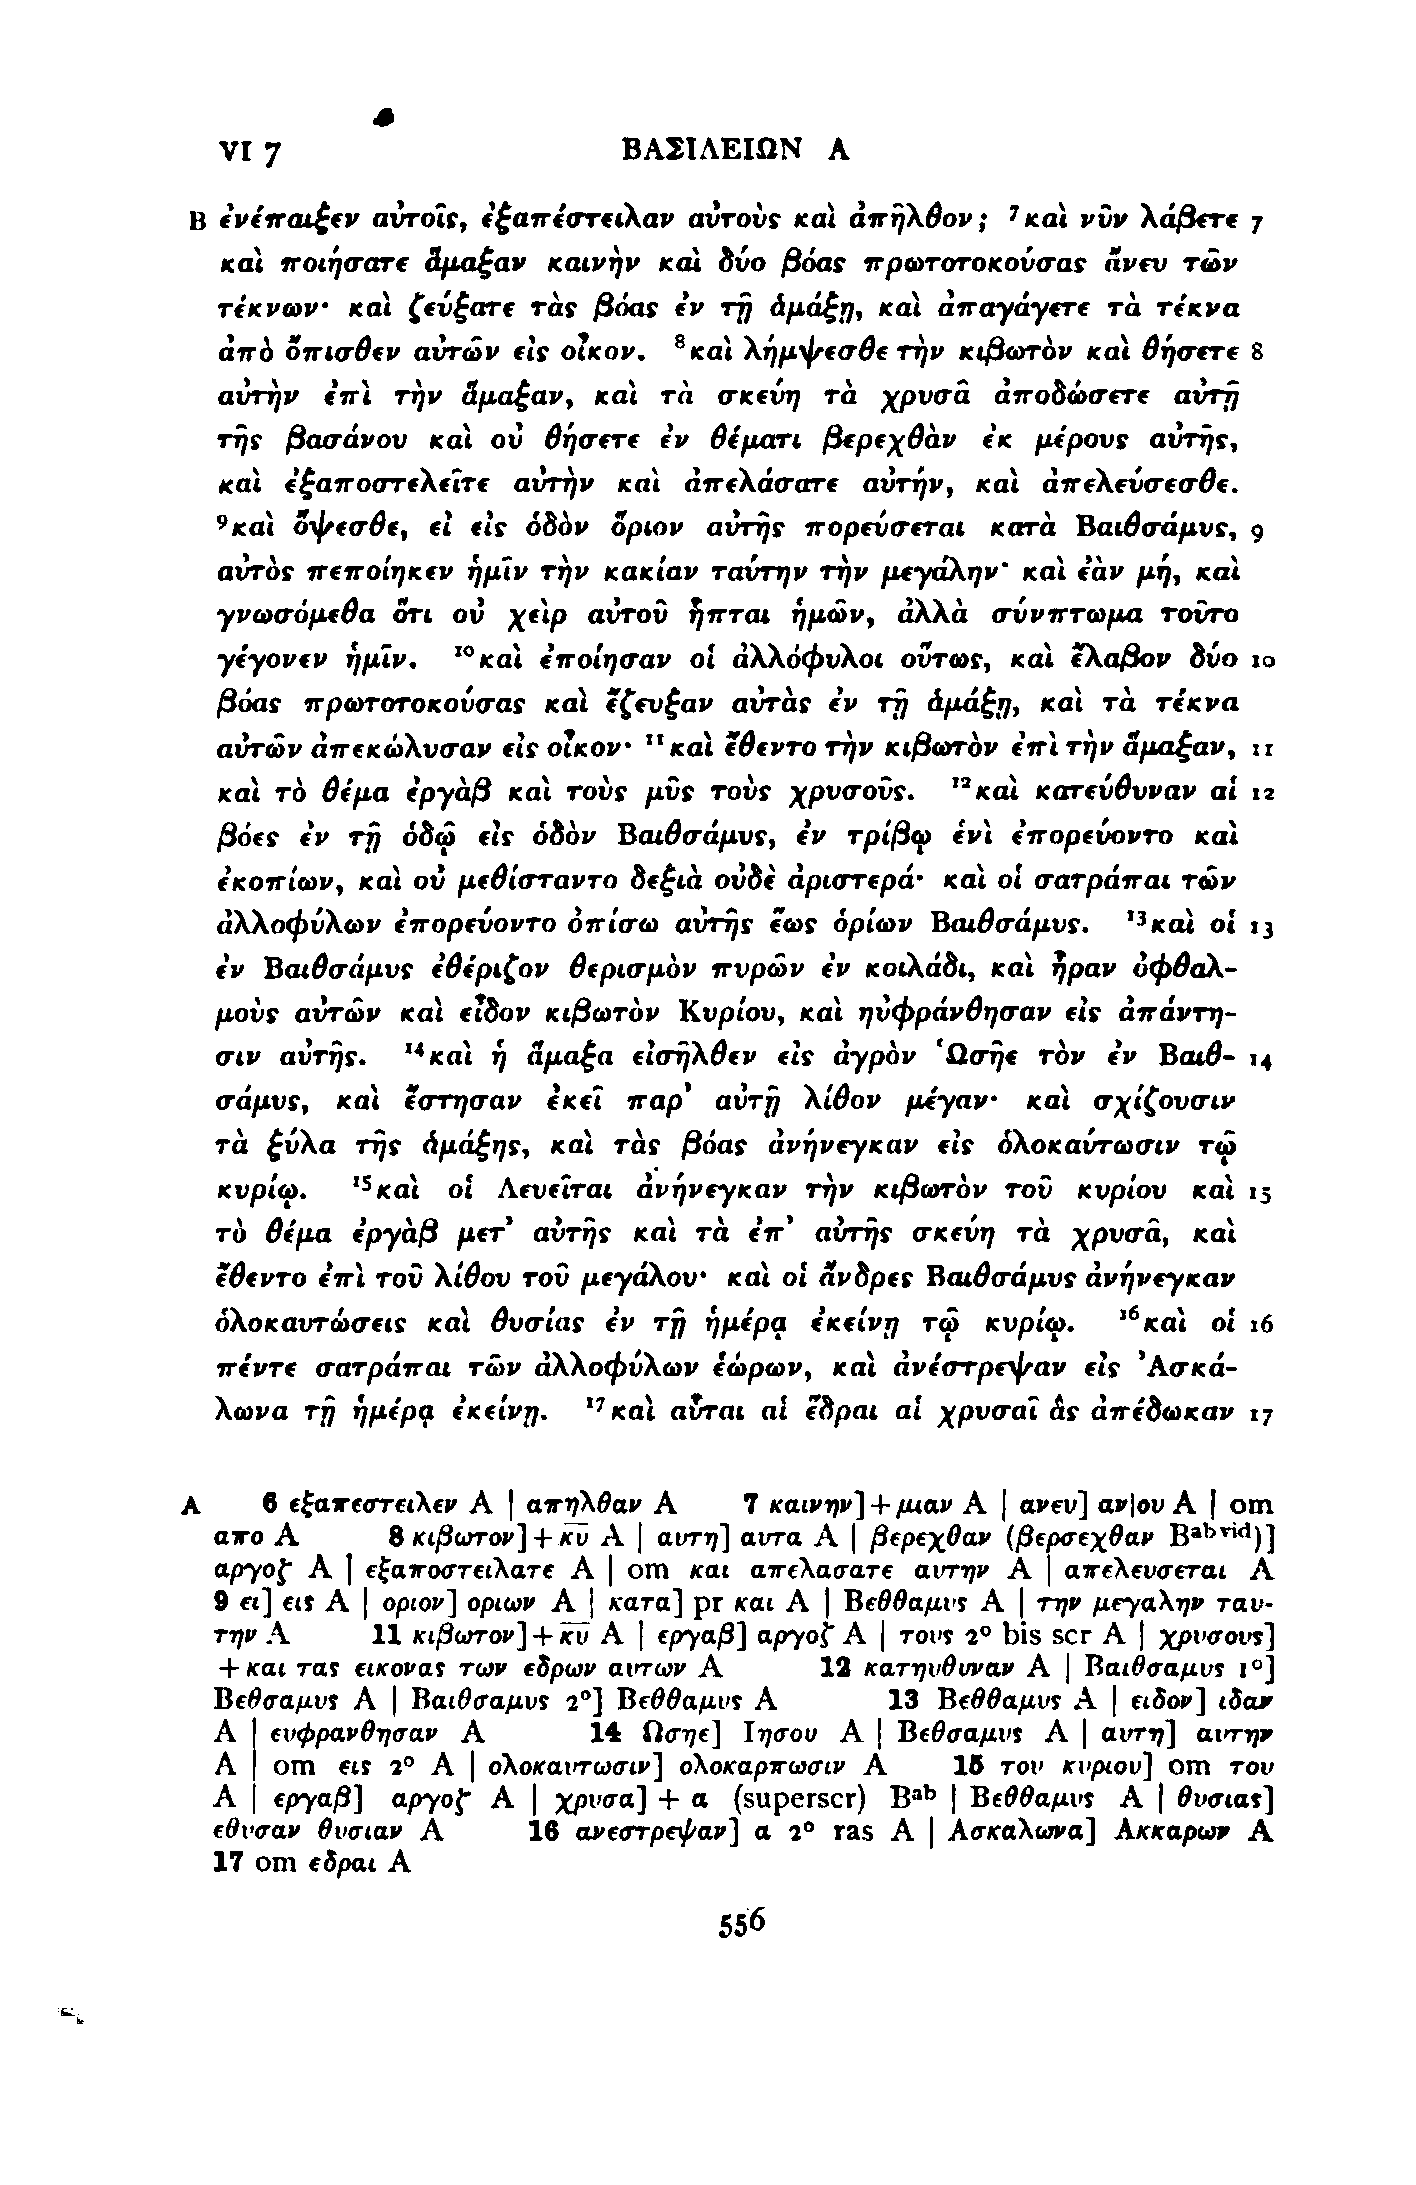 VI 7 ΒΑΣΙΛΕΙΩΝ Α
B ἐνέπαιξεν αὐτοῖς, ἐξαπέστειλαν αὐτοὺς καὶ ἀπῆλθον; ⁷καὶ νῦν λάβετε 7
καὶ ποιήσατε ἅμαξαν καινὴν καὶ δύο βόας πρωτοτοκούσας ἄνευ τῶν
τέκνων· καὶ ζεύξατε τὰς βόας ἐν τῇ ἁμάξῃ, καὶ ἀπαγάγετε τὰ τέκνα
ἀπὸ ὄπισθεν αὐτῶν εἰς οἶκον. ⁸καὶ λήμψεσθε τὴν κιβωτὸν καὶ θήσετε 8
αὐτὴν ἐπὶ τὴν ἅμαξαν, καὶ τὰ σκεύη τὰ χρυσᾶ ἀποδώσετε αὐτῇ
τῆς βασάνου καὶ οὐ θήσετε ἐν θέματι βερεχθὰν ἐκ μέρους αὐτῆς,
καὶ ἐξαποστελεῖτε αὐτὴν καὶ ἀπελάσατε αὐτήν, καὶ ἀπελεύσεσθε.
⁹καὶ ὄψεσθε, εἰ εἰς ὁδὸν ὅριον αὐτῆς πορεύσεται κατὰ Βαιθσάμυς, 9
αὐτὸς πεποίηκεν ἡμῖν τὴν κακίαν ταύτην τὴν μεγάλην· καὶ ἐὰν μή, καὶ
γνωσόμεθα ὅτι οὐ χεὶρ αὐτοῦ ἧπται ἡμῶν, ἀλλὰ σύνπτωμα τοῦτο
γέγονεν ἡμῖν. ¹⁰καὶ ἐποίησαν οἱ ἀλλόφυλοι οὕτως, καὶ ἔλαβον δύο 10
βόας πρωτοτοκούσας καὶ ἔζευξαν αὐτὰς ἐν τῇ ἁμάξῃ, καὶ τὰ τέκνα
αὐτῶν ἀπεκώλυσαν εἰς οἶκον· ¹¹καὶ ἔθεντο τὴν κιβωτὸν ἐπὶ τὴν ἅμαξαν, 11
καὶ τὸ θέμα ἐργὰβ καὶ τοὺς μῦς τοὺς χρυσοῦς. ¹²καὶ κατεύθυναν αἱ 12
βόες ἐν τῇ ὁδῷ εἰς ὁδὸν Βαιθσάμυς, ἐν τρίβῳ ἑνὶ ἐπορεύοντο καὶ
ἐκοπίων, καὶ οὐ μεθίσταντο δεξιὰ οὐδὲ ἀριστερά· καὶ οἱ σατράπαι τῶν
ἀλλοφύλων ἐπορεύοντο ὀπίσω αὐτῆς ἕως ὁρίων Βαιθσάμυς. ¹³καὶ οἱ 13
ἐν Βαιθσάμυς ἐθέριζον θερισμὸν πυρῶν ἐν κοιλάδι, καὶ ἦραν ὀφθαλ-
μοὺς αὐτῶν καὶ εἶδον κιβωτὸν Κυρίου, καὶ ηὐφράνθησαν εἰς ἀπάντη-
σιν αὐτῆς. ¹⁴καὶ ἡ ἅμαξα εἰσῆλθεν εἰς ἀγρὸν Ὡσῆε τὸν ἐν Βαιθ- 14
σάμυς, καὶ ἔστησαν ἐκεῖ παρ᾽ αὐτῇ λίθον μέγαν· καὶ σχίζουσιν
τὰ ξύλα τῆς ἁμάξης, καὶ τὰς βόας ἀνήνεγκαν εἰς ὁλοκαύτωσιν τῷ
κυρίῳ. ¹⁵καὶ οἱ Λευεῖται ἀνήνεγκαν τὴν κιβωτὸν τοῦ κυρίου καὶ 15
τὸ θέμα ἐργὰβ μετ᾽ αὐτῆς καὶ τὰ ἐπ᾽ αὐτῆς σκεύη τὰ χρυσᾶ, καὶ
ἔθεντο ἐπὶ τοῦ λίθου τοῦ μεγάλου· καὶ οἱ ἄνδρες Βαιθσάμυς ἀνήνεγκαν
ὁλοκαυτώσεις καὶ θυσίας ἐν τῇ ἡμέρᾳ ἐκείνῃ τῷ κυρίῳ. ¹⁶καὶ οἱ 16
πέντε σατράπαι τῶν ἀλλοφύλων ἑώρων, καὶ ἀνέστρεψαν εἰς Ἀσκά-
λωνα τῇ ἡμέρᾳ ἐκείνῃ. ¹⁷καὶ αὗται αἱ ἕδραι αἱ χρυσαῖ ἃς ἀπέδωκαν 17
A 6 εξαπεστειλεν A | απηλθαν A 7 καινην]+μιαν A | ανευ] αν|ου A | om
απο A 8 κιβωτον]+κ̅υ̅ A | αυτη] αυτα A | βερεχθαν (βερσεχθαν Bᵃᵇᵛⁱᵈ)]
αργοζ A | εξαποστειλατε A | om και απελασατε αυτην A | απελευσεται A
9 ει] εις A | οριον] οριων A | κατα] pr και A | Βεθθαμυς A | την μεγαλην ταυ-
την A 11 κιβωτον]+κ̅υ̅ A | εργαβ] αργοζ A | τους 2° bis scr A | χρυσους]
+και τας εικονας των εδρων αυτων A 12 κατηυθυναν A | Βαιθσαμυς 1°]
Βεθσαμυς A | Βαιθσαμυς 2°] Βεθθαμυς A 13 Βεθθαμυς A | ειδον] ιδαν
A | ευφρανθησαν A 14 Ωσηε] Ιησου A | Βεθσαμυς A | αυτη] αυτην
A | om εις 2° A | ολοκαυτωσιν] ολοκαρπωσιν A 15 του κυριου] om του
A | εργαβ] αργοζ A | χρυσα] + α (superscr) Bᵃᵇ | Βεθθαμυς A | θυσιας]
εθυσαν θυσιαν A 16 ανεστρεψαν] α 2° ras A | Ασκαλωνα] Ακκαρων A
17 om εδραι A
556